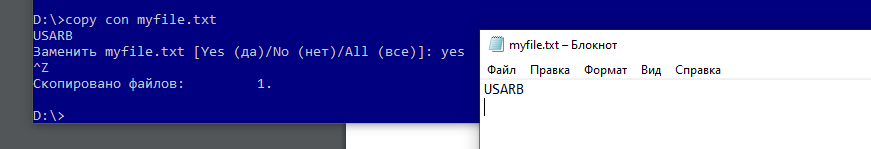 D:\>copy con myfile.txt
USARB
Заменить myfile.txt [Yes (да)/No (нет)/All (все)]: yes
^Z
Скопировано файлов:         1.
D:\>
myfile.txt – Блокнот
Файл Правка Формат Вид Справка
USARB